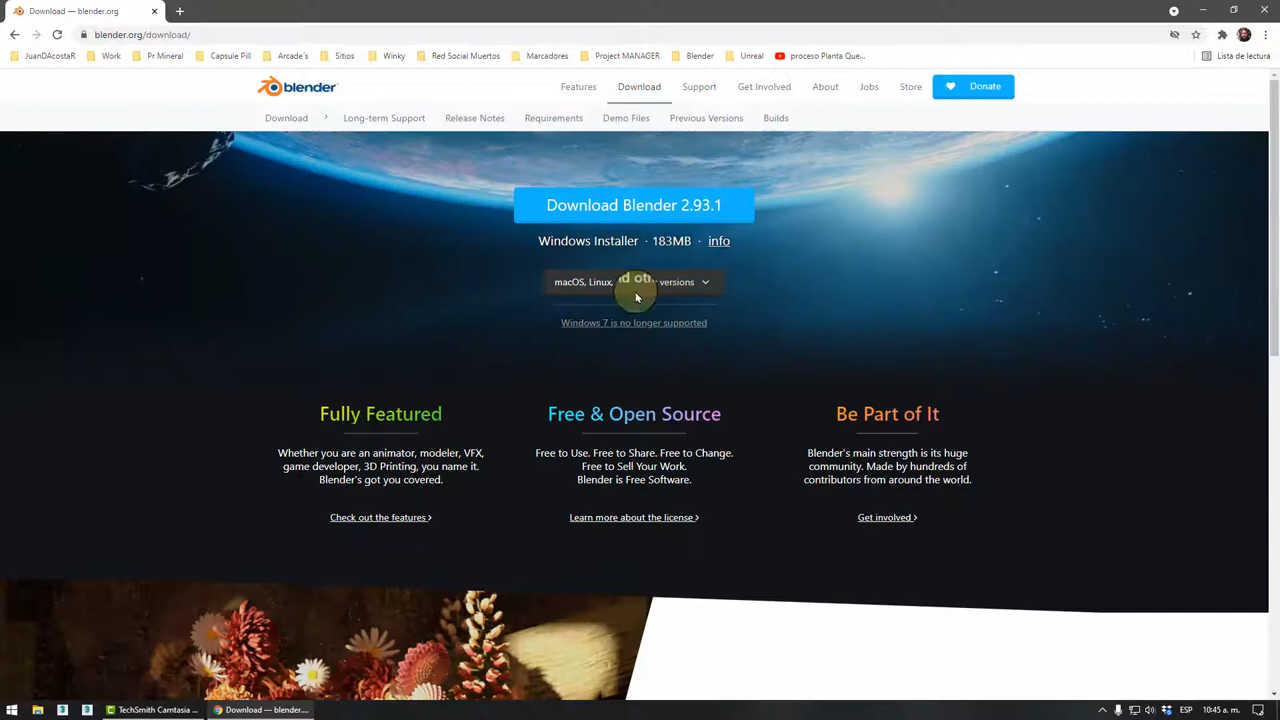 Download — blender.org
blender.org/download/
JuanDAcostaR Work Pr Mineral Capsule Pill Arcade's Sitios Winky Red Social Muertos Marcadores Project MANAGER Blender Unreal proceso Planta Que... Lista de lectura
blender Features Download Support Get Involved About Jobs Store Donate
Download Long-term Support Release Notes Requirements Demo Files Previous Versions Builds
Download Blender 2.93.1
Windows Installer · 183MB · info
macOS, Linux, and other versions
Windows 7 is no longer supported
Fully Featured
Whether you are an animator, modeler, VFX,
game developer, 3D Printing, you name it.
Blender's got you covered.
Check out the features
Free & Open Source
Free to Use. Free to Share. Free to Change.
Free to Sell Your Work.
Blender is Free Software.
Learn more about the license
Be Part of It
Blender's main strength is its huge
community. Made by hundreds of
contributors from around the world.
Get involved
TechSmith Camtasia ... Download — blender.... ESP 10:45 a. m.